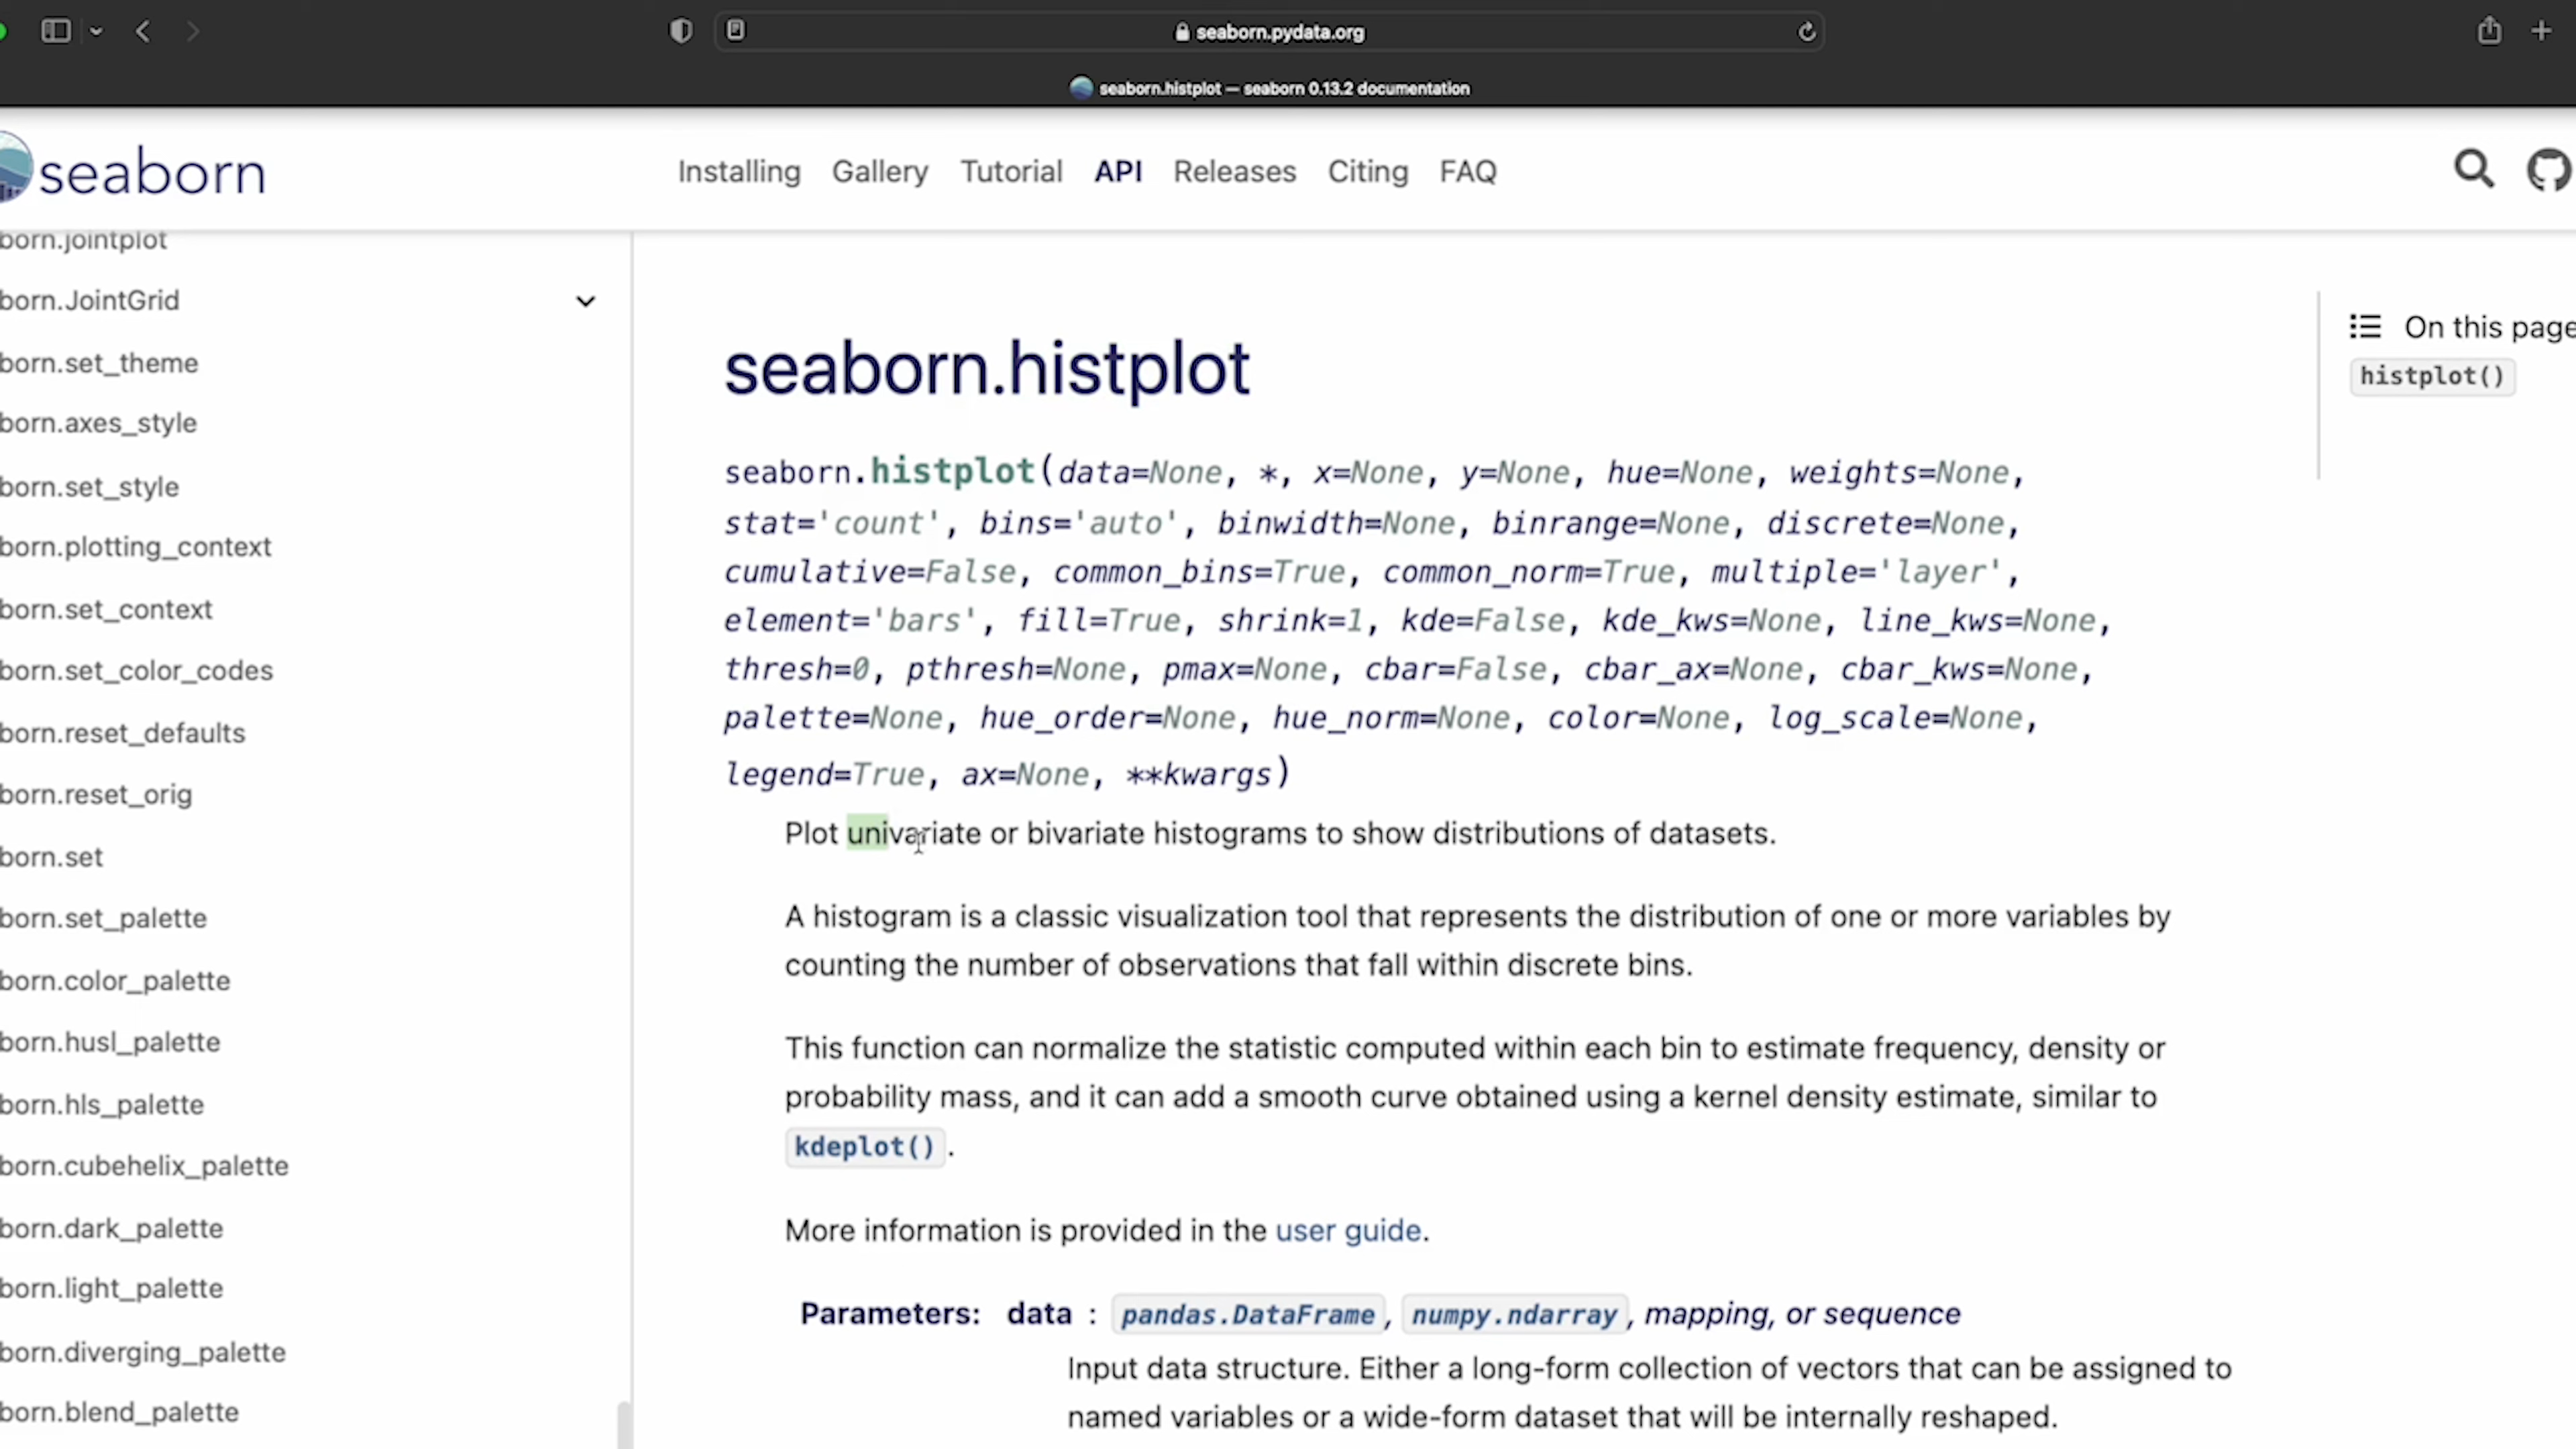 seaborn.pydata.org
seaborn.histplot — seaborn 0.13.2 documentation
seaborn
Installing Gallery Tutorial API Releases Citing FAQ
born.jointplot
born.JointGrid
born.set_theme
born.axes_style
born.set_style
born.plotting_context
born.set_context
born.set_color_codes
born.reset_defaults
born.reset_orig
born.set
born.set_palette
born.color_palette
born.husl_palette
born.hls_palette
born.cubehelix_palette
born.dark_palette
born.light_palette
born.diverging_palette
born.blend_palette
seaborn.histplot
seaborn.histplot(data=None, *, x=None, y=None, hue=None, weights=None,
stat='count', bins='auto', binwidth=None, binrange=None, discrete=None,
cumulative=False, common_bins=True, common_norm=True, multiple='layer',
element='bars', fill=True, shrink=1, kde=False, kde_kws=None, line_kws=None,
thresh=0, pthresh=None, pmax=None, cbar=False, cbar_ax=None, cbar_kws=None,
palette=None, hue_order=None, hue_norm=None, color=None, log_scale=None,
legend=True, ax=None, **kwargs)
Plot univariate or bivariate histograms to show distributions of datasets.
A histogram is a classic visualization tool that represents the distribution of one or more variables by
counting the number of observations that fall within discrete bins.
This function can normalize the statistic computed within each bin to estimate frequency, density or
probability mass, and it can add a smooth curve obtained using a kernel density estimate, similar to
kdeplot().
More information is provided in the user guide.
Parameters: data : pandas.DataFrame, numpy.ndarray, mapping, or sequence
Input data structure. Either a long-form collection of vectors that can be assigned to
named variables or a wide-form dataset that will be internally reshaped.
On this page
histplot()